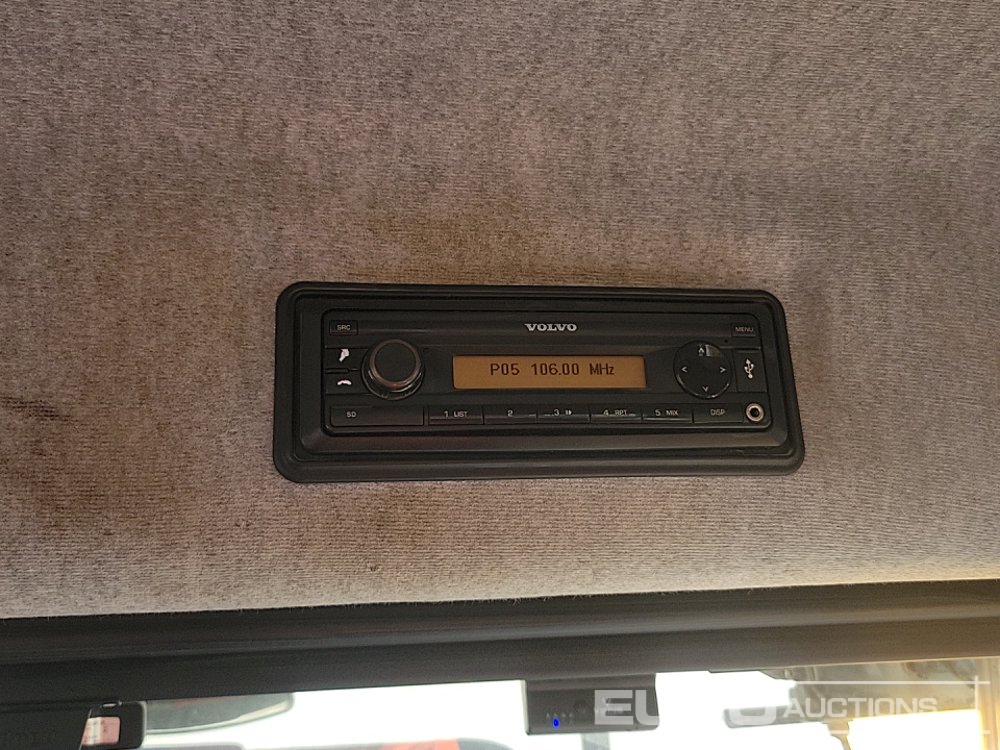 VOLVO
SRC
MENU
P05 106.00 MHz
SD 1 LIST 2 3 4 RPT 5 MIX DISP
EURO AUCTIONS